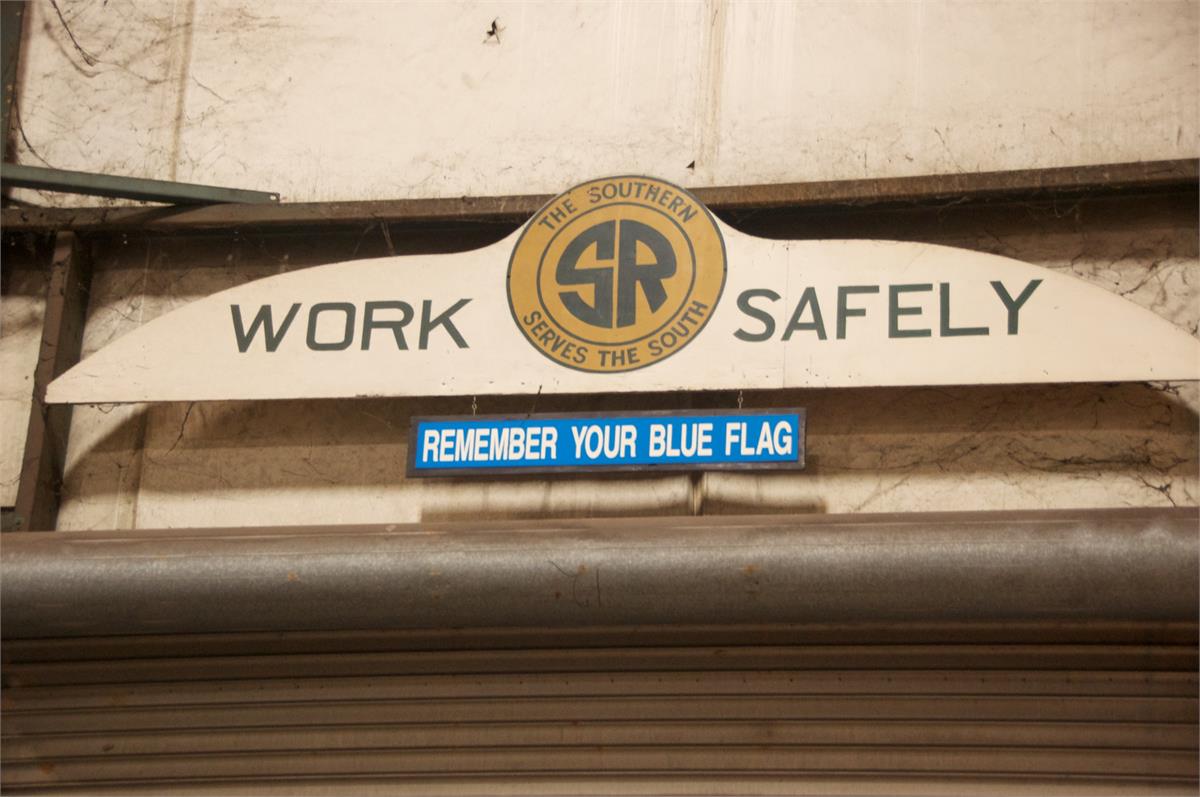 THE SOUTHERN
WORK SR SAFELY
SERVES THE SOUTH
REMEMBER YOUR BLUE FLAG